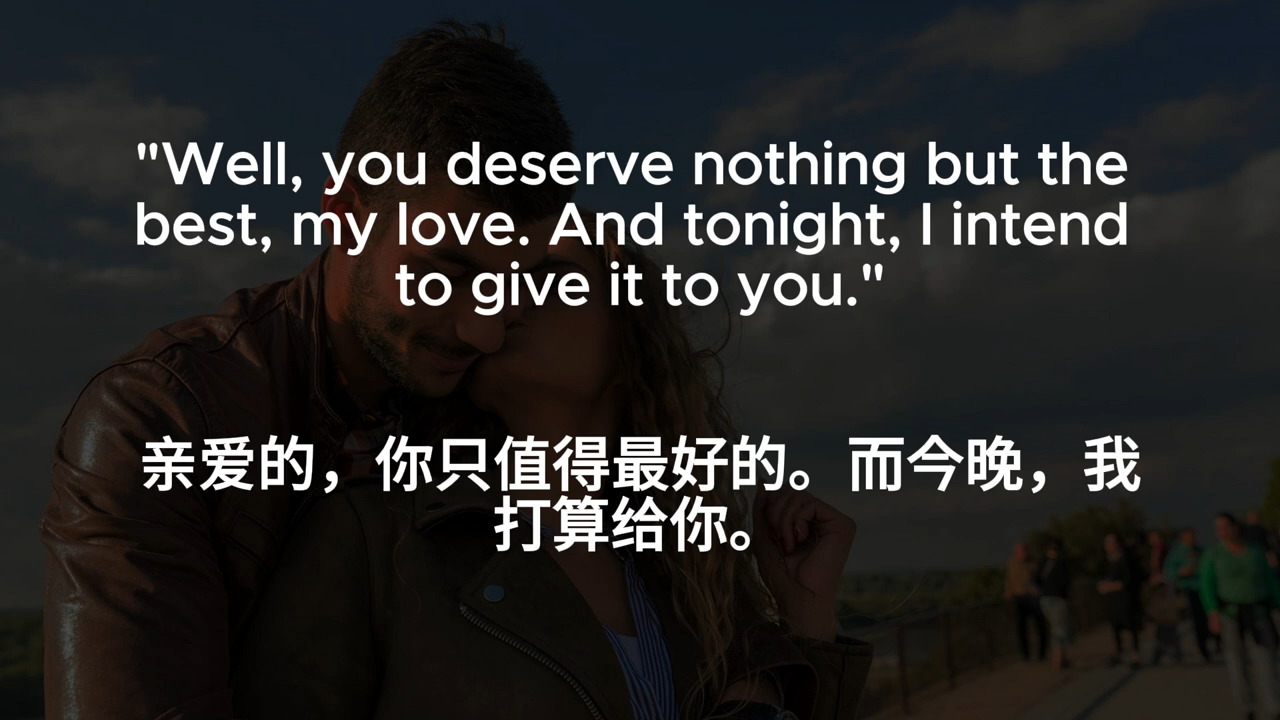 "Well, you deserve nothing but the
best, my love. And tonight, I intend
to give it to you."
亲爱的，你只值得最好的。而今晚，我
打算给你。